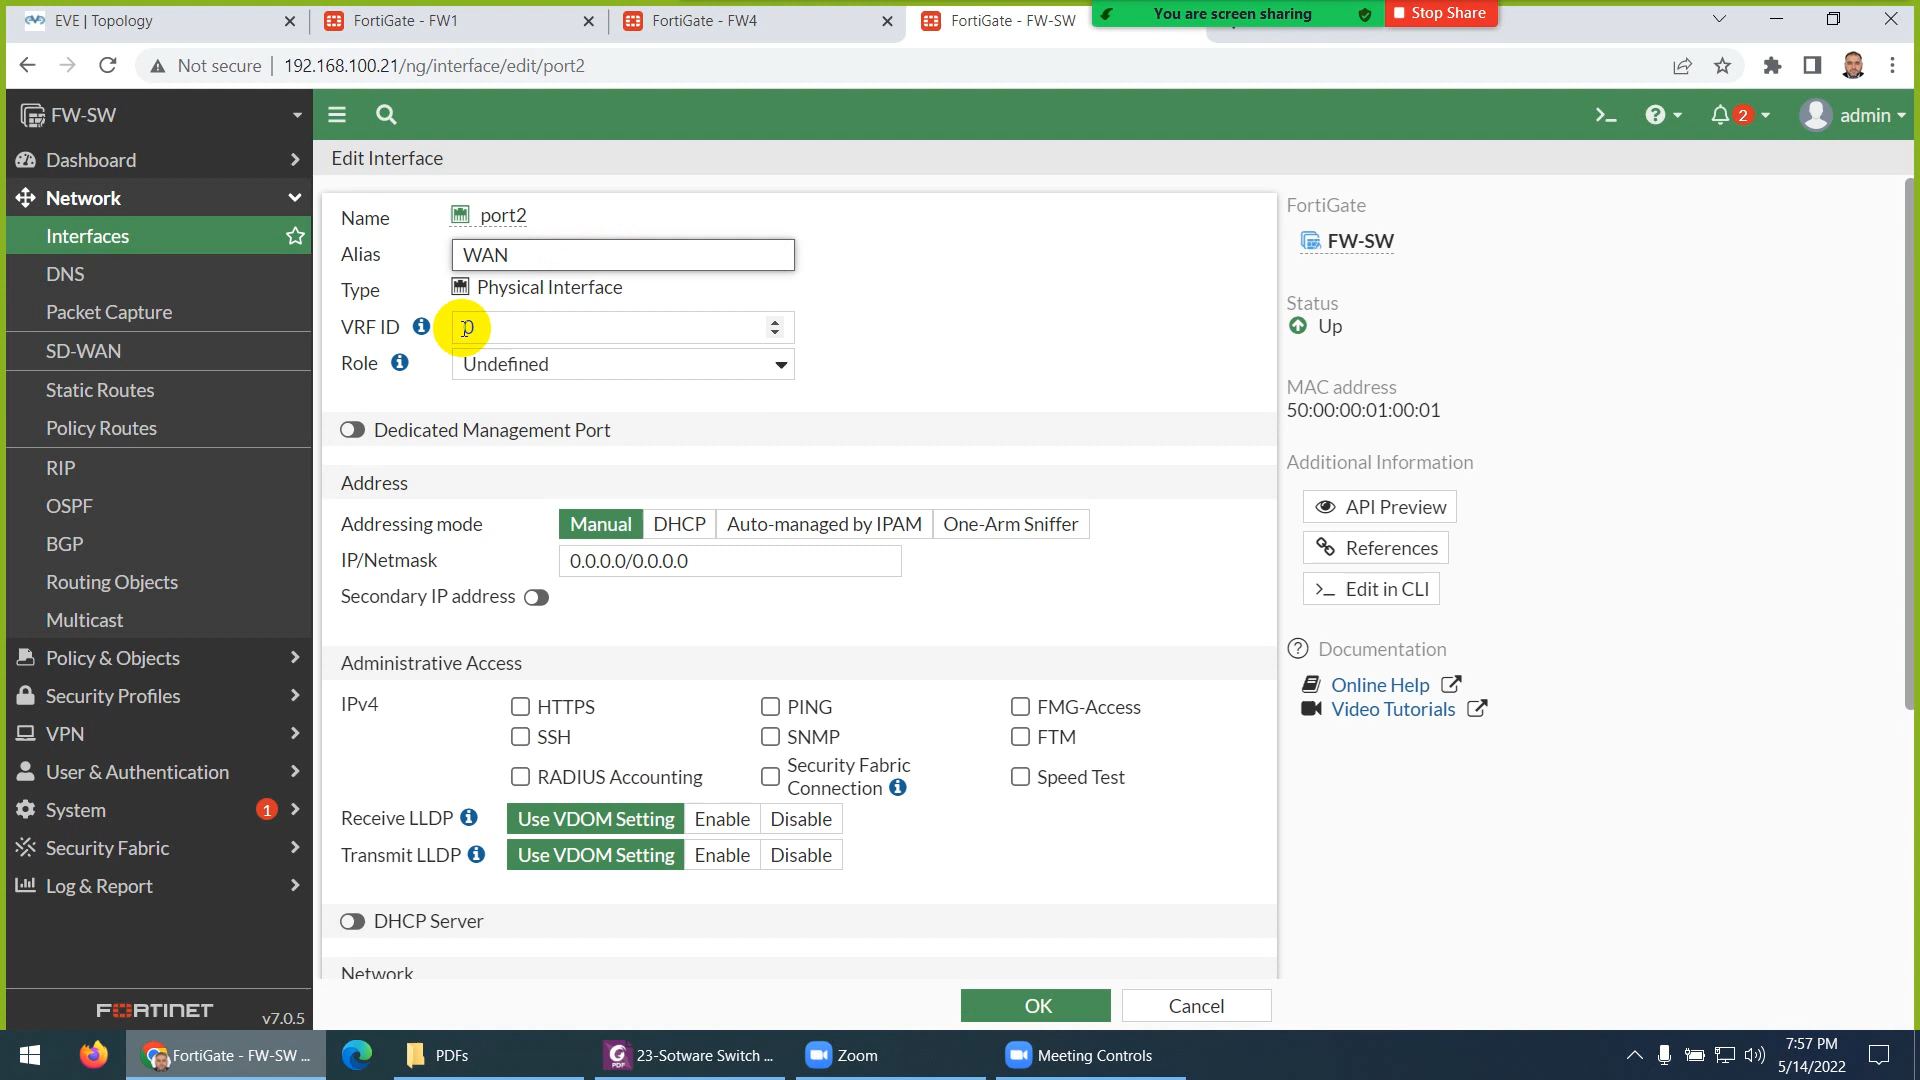 EVE | Topology
FortiGate - FW1
FortiGate - FW4
FortiGate - FW-SW
You are screen sharing
Stop Share
Not secure
192.168.100.21/ng/interface/edit/port2
FW-SW
2
admin
Dashboard
Network
Interfaces
DNS
Packet Capture
SD-WAN
Static Routes
Policy Routes
RIP
OSPF
BGP
Routing Objects
Multicast
Policy & Objects
Security Profiles
VPN
User & Authentication
System
1
Security Fabric
Log & Report
FORTINET
v7.0.5
Edit Interface
Name
port2
Alias
WAN
Type
Physical Interface
VRF ID
0
Role
Undefined
Dedicated Management Port
Address
Addressing mode
Manual
DHCP
Auto-managed by IPAM
One-Arm Sniffer
IP/Netmask
0.0.0.0/0.0.0.0
Secondary IP address
Administrative Access
IPv4
HTTPS
PING
FMG-Access
SSH
SNMP
FTM
RADIUS Accounting
Security Fabric
Connection
Speed Test
Receive LLDP
Use VDOM Setting
Enable
Disable
Transmit LLDP
Use VDOM Setting
Enable
Disable
DHCP Server
Network
OK
Cancel
FortiGate
FW-SW
Status
Up
MAC address
50:00:00:01:00:01
Additional Information
API Preview
References
Edit in CLI
Documentation
Online Help
Video Tutorials
FortiGate - FW-SW ...
PDFs
23-Sotware Switch ...
Zoom
Meeting Controls
7:57 PM
5/14/2022